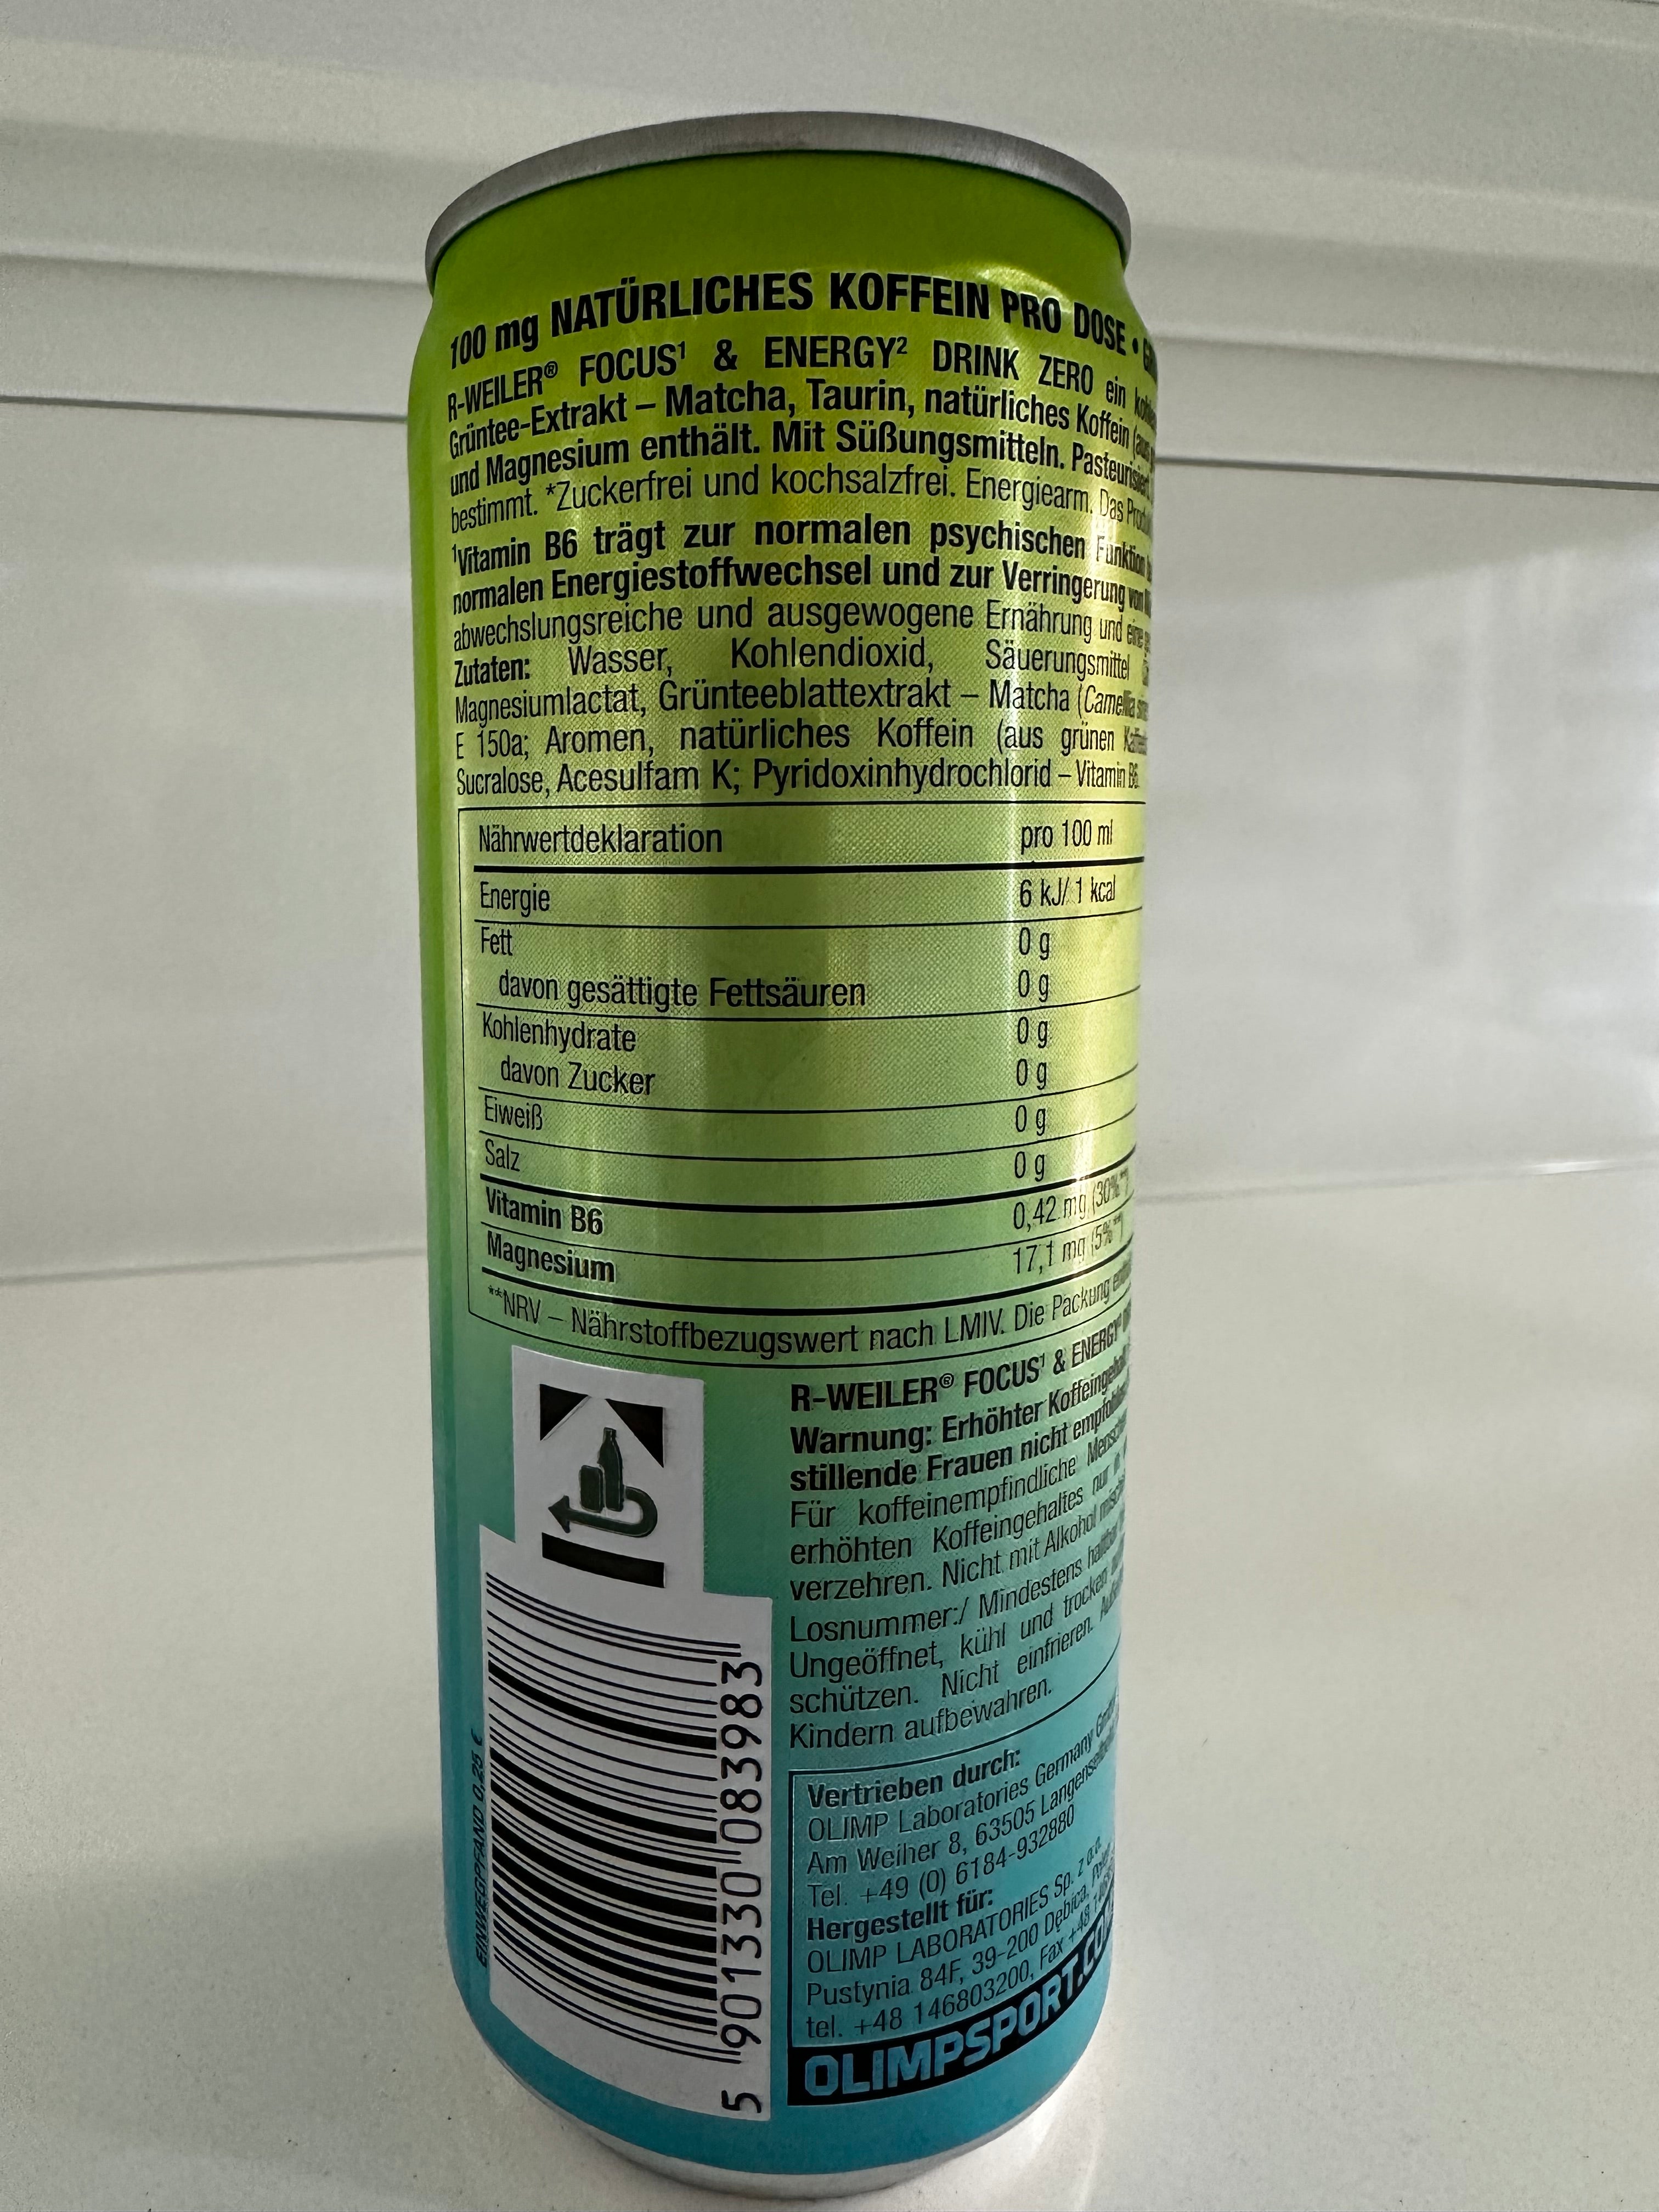 100 mg NATÜRLICHES KOFFEIN PRO DOSE •
R-WEILER® FOCUS¹ & ENERGY² DRINK ZERO ein
Grüntee-Extrakt – Matcha, Taurin, natürliches Koffein (aus
und Magnesium enthält. Mit Süßungsmitteln. Pasteurisiert.
bestimmt. *Zuckerfrei und kochsalzfrei. Energiearm. Das
¹Vitamin B6 trägt zur normalen psychischen Funktion
normalen Energiestoffwechsel und zur Verringerung von
abwechslungsreiche und ausgewogene Ernährung und eine
Zutaten: Wasser, Kohlendioxid, Säuerungsmittel
Magnesiumlactat, Grünteeblattextrakt – Matcha (Camellia
E 150a; Aromen, natürliches Koffein (aus grünen
Sucralose, Acesulfam K; Pyridoxinhydrochlorid – Vitamin B6.
Nährwertdeklaration pro 100 ml
Energie 6 kJ/ 1 kcal
Fett 0 g
davon gesättigte Fettsäuren 0 g
Kohlenhydrate 0 g
davon Zucker 0 g
Eiweiß 0 g
Salz 0 g
Vitamin B6 0,42 mg (30%**)
Magnesium 17,1 mg (5%**)
**NRV – Nährstoffbezugswert nach LMIV. Die Packung
R-WEILER® FOCUS¹ & ENERGY²
Warnung: Erhöhter Koffeingehalt
stillende Frauen nicht
Für koffeinempfindliche
erhöhten Koffeingehaltes nur
verzehren. Nicht mit Alkohol
Losnummer:/ Mindestens haltbar
Ungeöffnet, kühl und trocken
schützen. Nicht einfrieren.
Kindern aufbewahren.
EINWEGPFAND 0,25 €
5 901330 083983
Vertrieben durch:
OLIMP Laboratories Germany GmbH
Am Weiher 8, 63505
Tel. +49 (0) 6184-932880
Hergestellt für:
OLIMP LABORATORIES Sp. z o.o.
Pustynia 84F, 39-200 Dębica,
tel. +48 146803200, Fax +48
OLIMPSPORT.COM